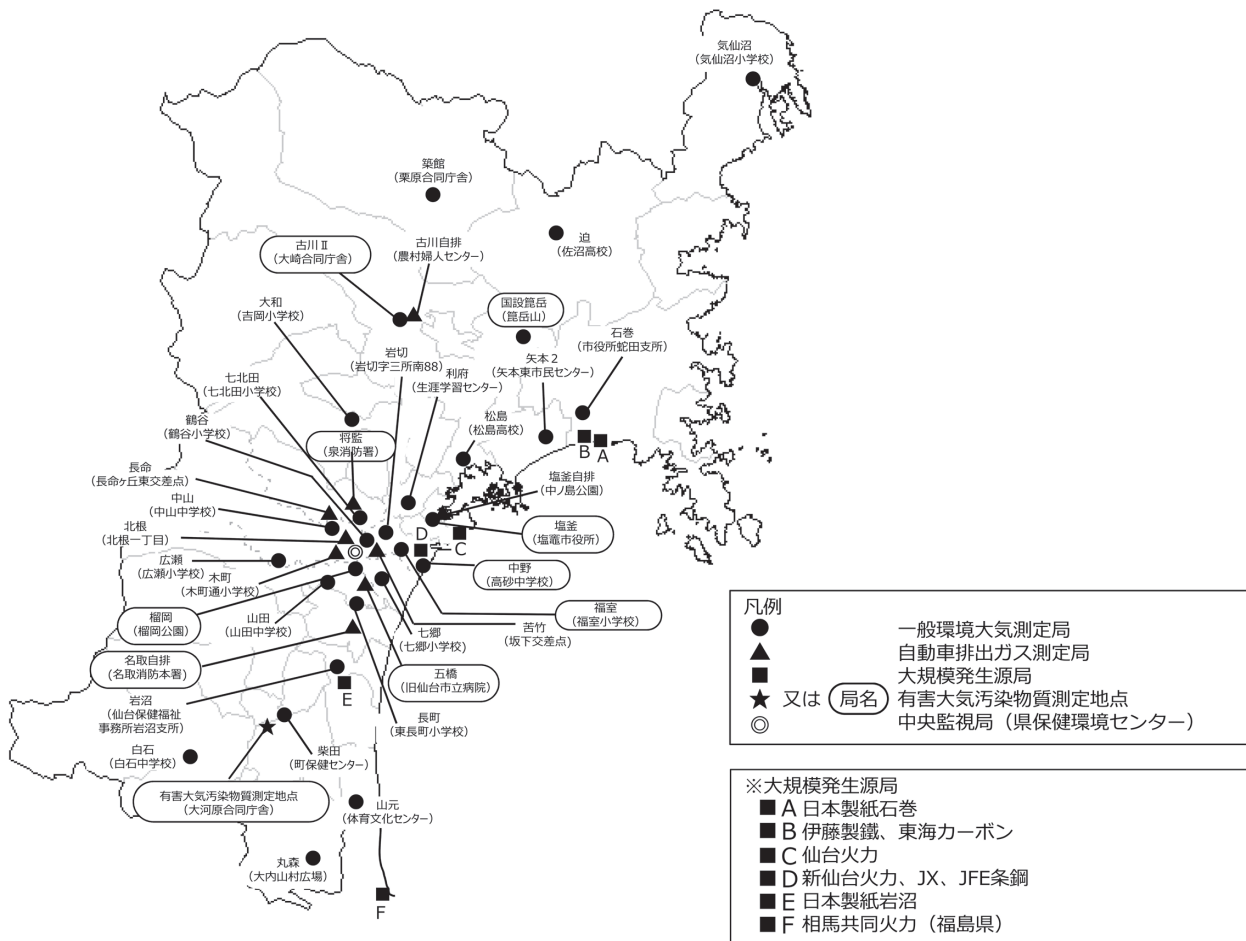 気仙沼
（気仙沼小学校）
築館
（栗原合同庁舎）
迫
（佐沼高校）
古川Ⅱ
（大崎合同庁舎）
古川自排
（農村婦人センター）
大和
（吉岡小学校）
国設箆岳
（箆岳山）
石巻
（市役所蛇田支所）
岩切
（岩切字三所南88）
利府
（生涯学習センター）
矢本２
（矢本東市民センター）
七北田
（七北田小学校）
鶴谷
（鶴谷小学校）
将監
（泉消防署）
松島
（松島高校）
B
A
長命
（長命ヶ丘東交差点）
中山
（中山中学校）
北根
（北根一丁目）
塩釜自排
（中ノ島公園）
塩釜
（塩竈市役所）
D
C
広瀬
（広瀬小学校）
木町
（木町通小学校）
中野
（高砂中学校）
榴岡
（榴岡公園）
山田
（山田中学校）
七郷
（七郷小学校）
苦竹
（坂下交差点）
福室
（福室小学校）
名取自排
（名取消防本署）
五橋
（旧仙台市立病院）
岩沼
（仙台保健福祉
事務所岩沼支所）
E
長町
（東長町小学校）
白石
（白石中学校）
柴田
（町保健センター）
有害大気汚染物質測定地点
（大河原合同庁舎）
山元
（体育文化センター）
丸森
（大内山村広場）
F
凡例
● 一般環境大気測定局
▲ 自動車排出ガス測定局
■ 大規模発生源局
★ 又は 局名 有害大気汚染物質測定地点
◎ 中央監視局（県保健環境センター）
※大規模発生源局
■ A 日本製紙石巻
■ B 伊藤製鐵、東海カーボン
■ C 仙台火力
■ D 新仙台火力、JX、JFE条鋼
■ E 日本製紙岩沼
■ F 相馬共同火力（福島県）